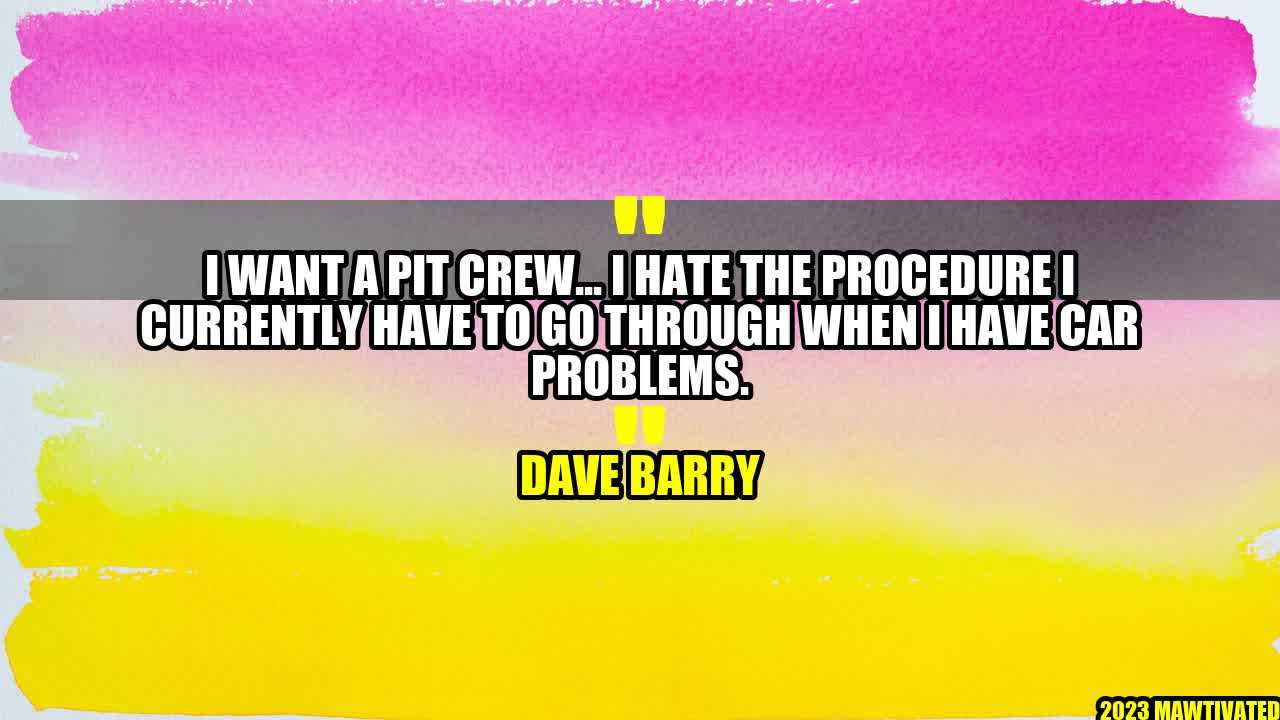 "
I WANT A PIT CREW... I HATE THE PROCEDURE I
CURRENTLY HAVE TO GO THROUGH WHEN I HAVE CAR
PROBLEMS.
"
DAVE BARRY
2023 MAWTIVATED